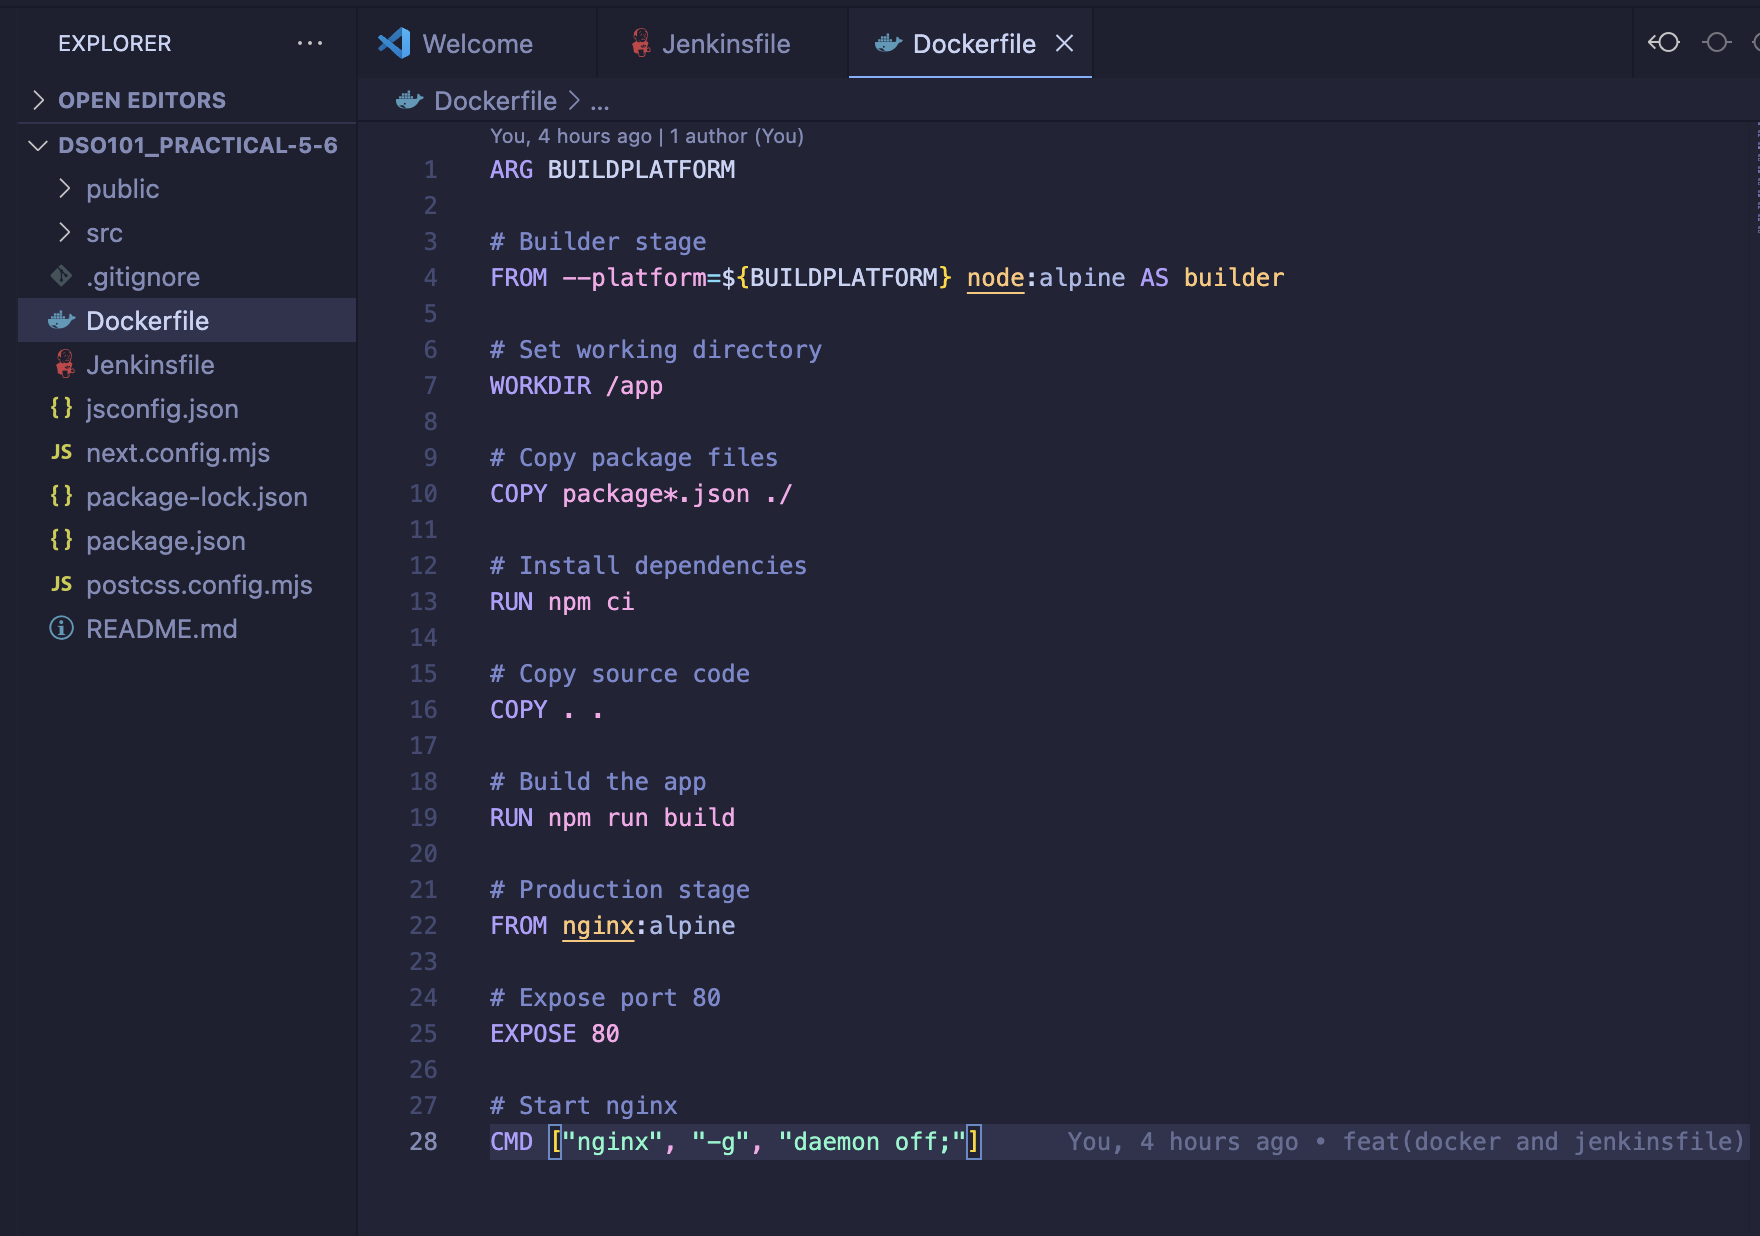 EXPLORER
OPEN EDITORS
DSO101_PRACTICAL-5-6
public
src
.gitignore
Dockerfile
Jenkinsfile
{} jsconfig.json
JS next.config.mjs
{} package-lock.json
{} package.json
JS postcss.config.mjs
README.md
Welcome
Jenkinsfile
Dockerfile
Dockerfile > ...
You, 4 hours ago | 1 author (You)
1 ARG BUILDPLATFORM
2
3 # Builder stage
4 FROM --platform=${BUILDPLATFORM} node:alpine AS builder
5
6 # Set working directory
7 WORKDIR /app
8
9 # Copy package files
10 COPY package*.json ./
11
12 # Install dependencies
13 RUN npm ci
14
15 # Copy source code
16 COPY . .
17
18 # Build the app
19 RUN npm run build
20
21 # Production stage
22 FROM nginx:alpine
23
24 # Expose port 80
25 EXPOSE 80
26
27 # Start nginx
28 CMD ["nginx", "-g", "daemon off;"] You, 4 hours ago • feat(docker and jenkinsfile)